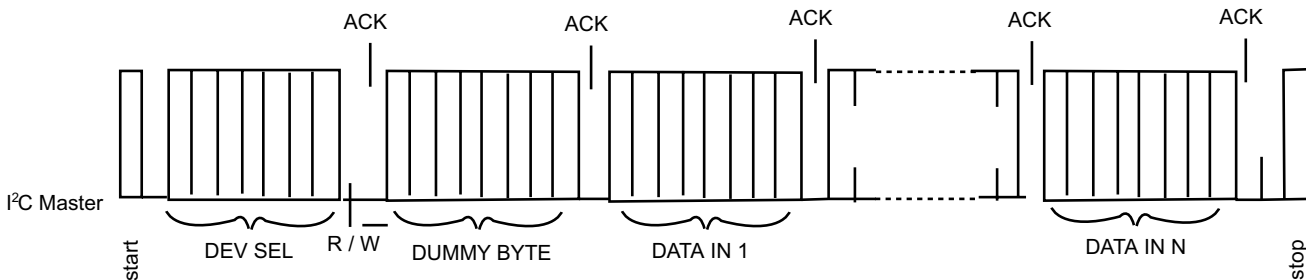 ACK ACK ACK ACK ACK
I²C Master
start
DEV SEL
R / W
DUMMY BYTE
DATA IN 1
DATA IN N
stop